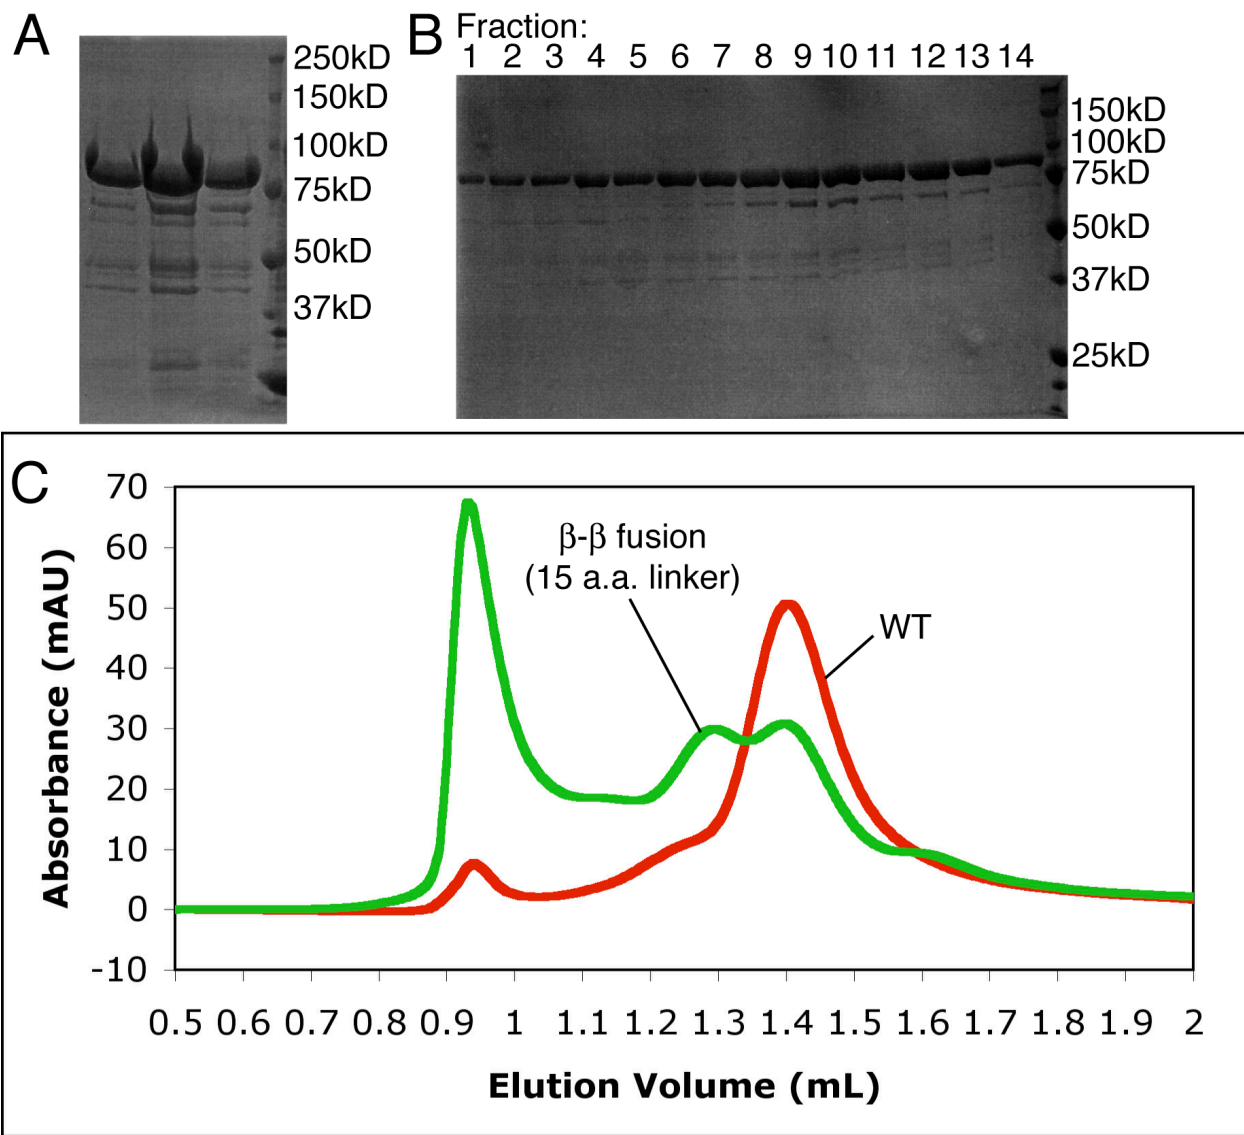 A
250kD
150kD
100kD
75kD
50kD
37kD
B
Fraction:
1 2 3 4 5 6 7 8 9 10 11 12 13 14
150kD
100kD
75kD
50kD
37kD
25kD
C
70
60
50
40
30
20
10
0
-10
Absorbance (mAU)
β-β fusion
(15 a.a. linker)
WT
0.5 0.6 0.7 0.8 0.9 1 1.1 1.2 1.3 1.4 1.5 1.6 1.7 1.8 1.9 2
Elution Volume (mL)